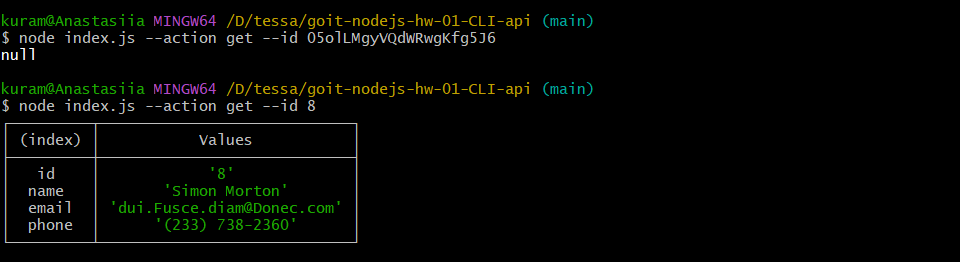 kuram@Anastasiia MINGW64 /D/tessa/goit-nodejs-hw-01-CLI-api (main)
$ node index.js --action get --id O5olLMgyVQdWRwgKfg5J6
null
kuram@Anastasiia MINGW64 /D/tessa/goit-nodejs-hw-01-CLI-api (main)
$ node index.js --action get --id 8
(index) Values
id '8'
name 'Simon Morton'
email 'dui.Fusce.diam@Donec.com'
phone '(233) 738-2360'